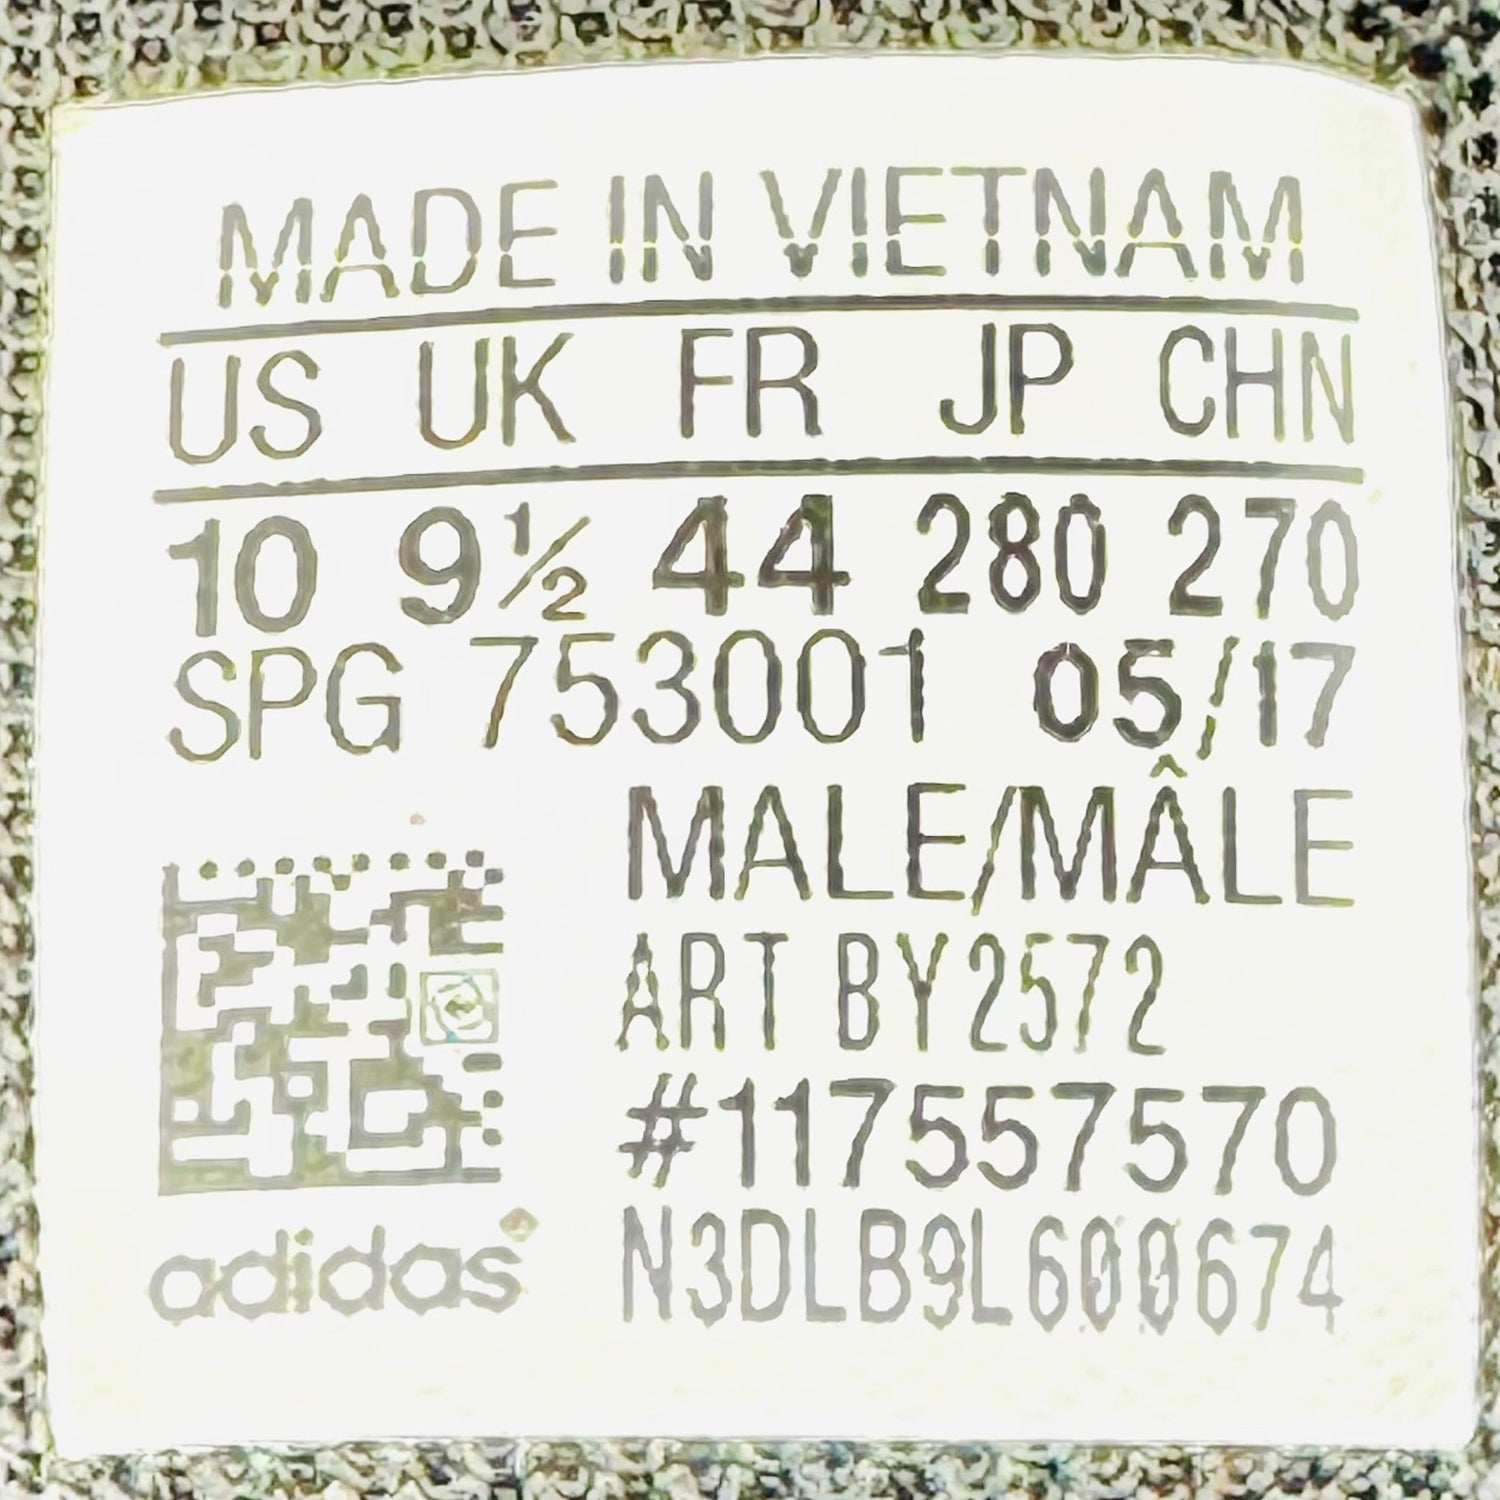 MADE IN VIETNAM
US UK FR JP CHN
10 9½ 44 280 270
SPG 753001 05/17
MALE/MÂLE
ART BY2572
#117557570
adidas N3DLB9L600674